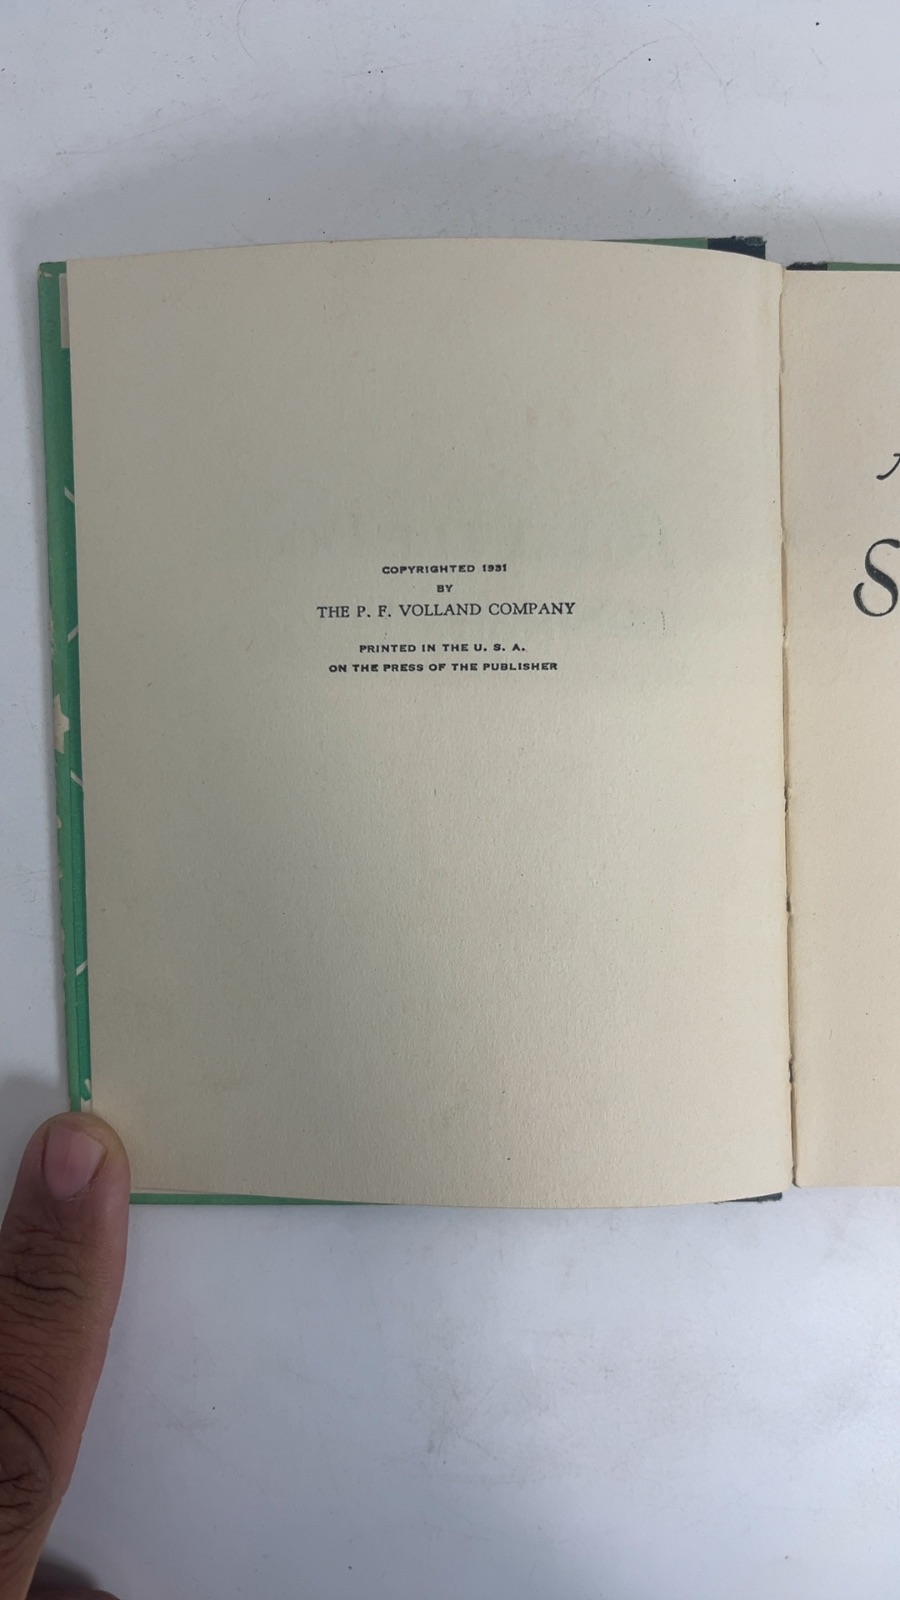 COPYRIGHTED 1931
BY
THE P. F. VOLLAND COMPANY
PRINTED IN THE U. S. A.
ON THE PRESS OF THE PUBLISHER
S